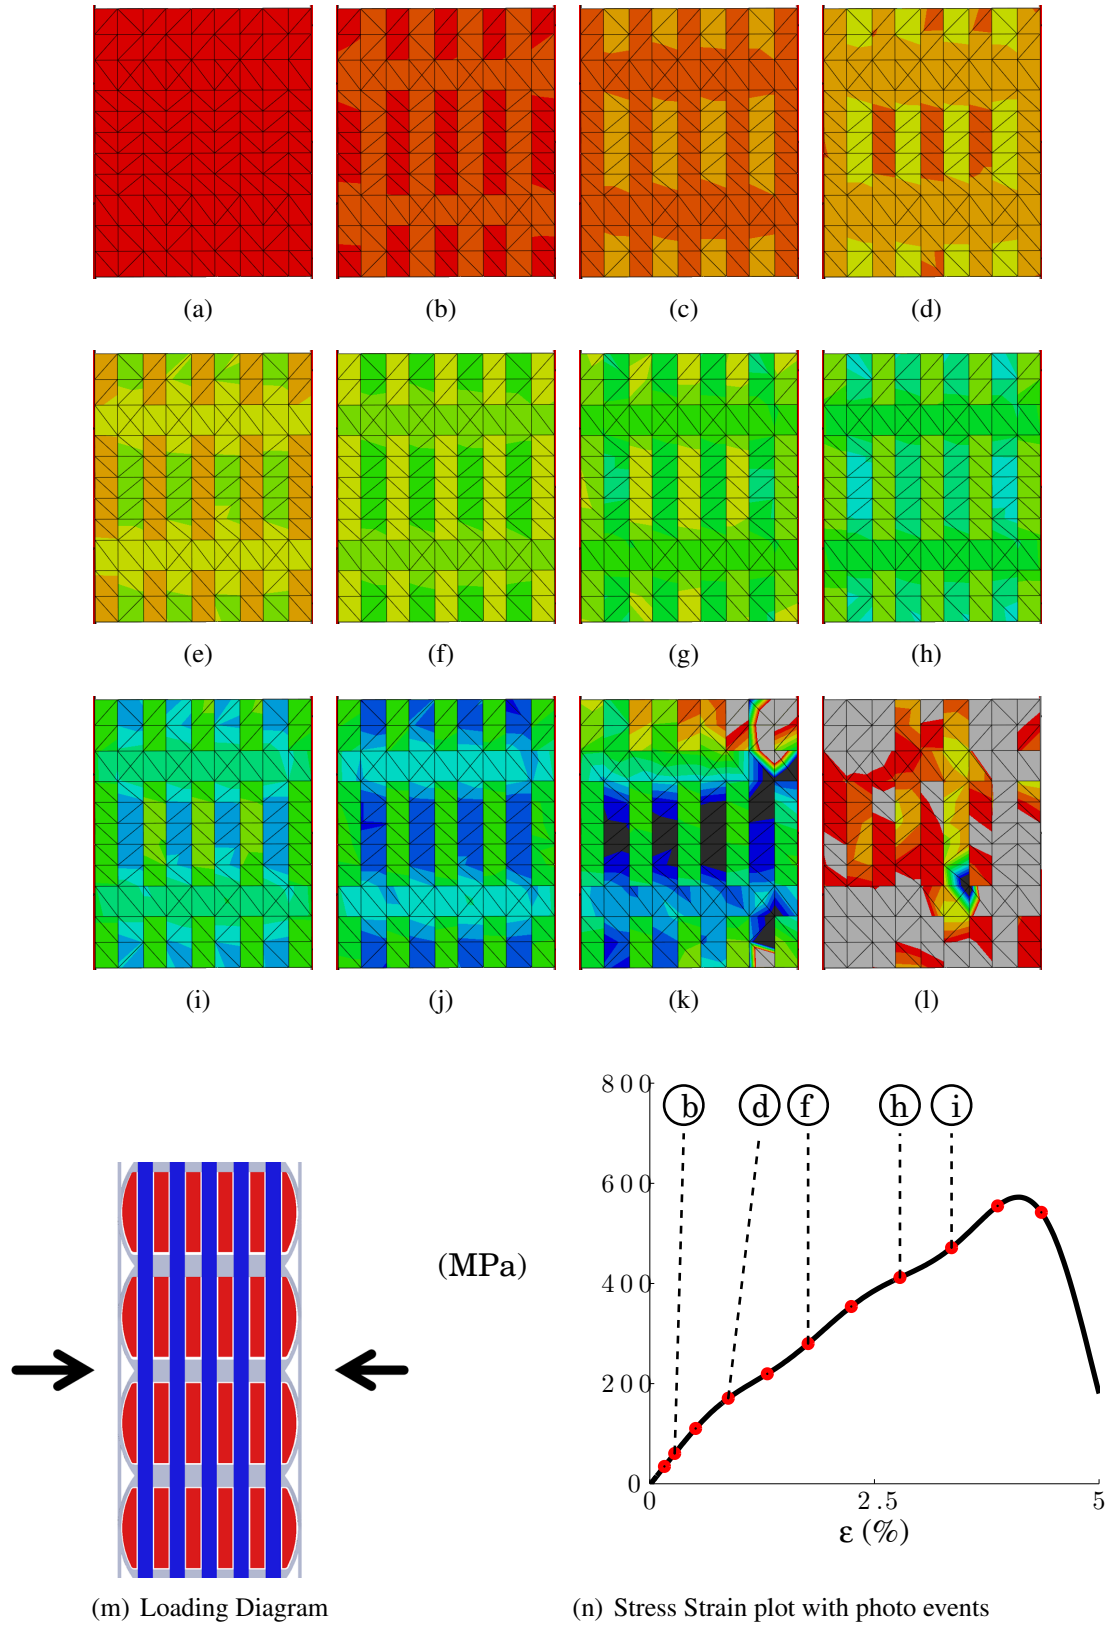 (a) (b) (c) (d)
(e) (f) (g) (h)
(i) (j) (k) (l)
800
b d f h i
600
(MPa)
400
200
0
0 2.5 5
ε (%)
(m) Loading Diagram
(n) Stress Strain plot with photo events